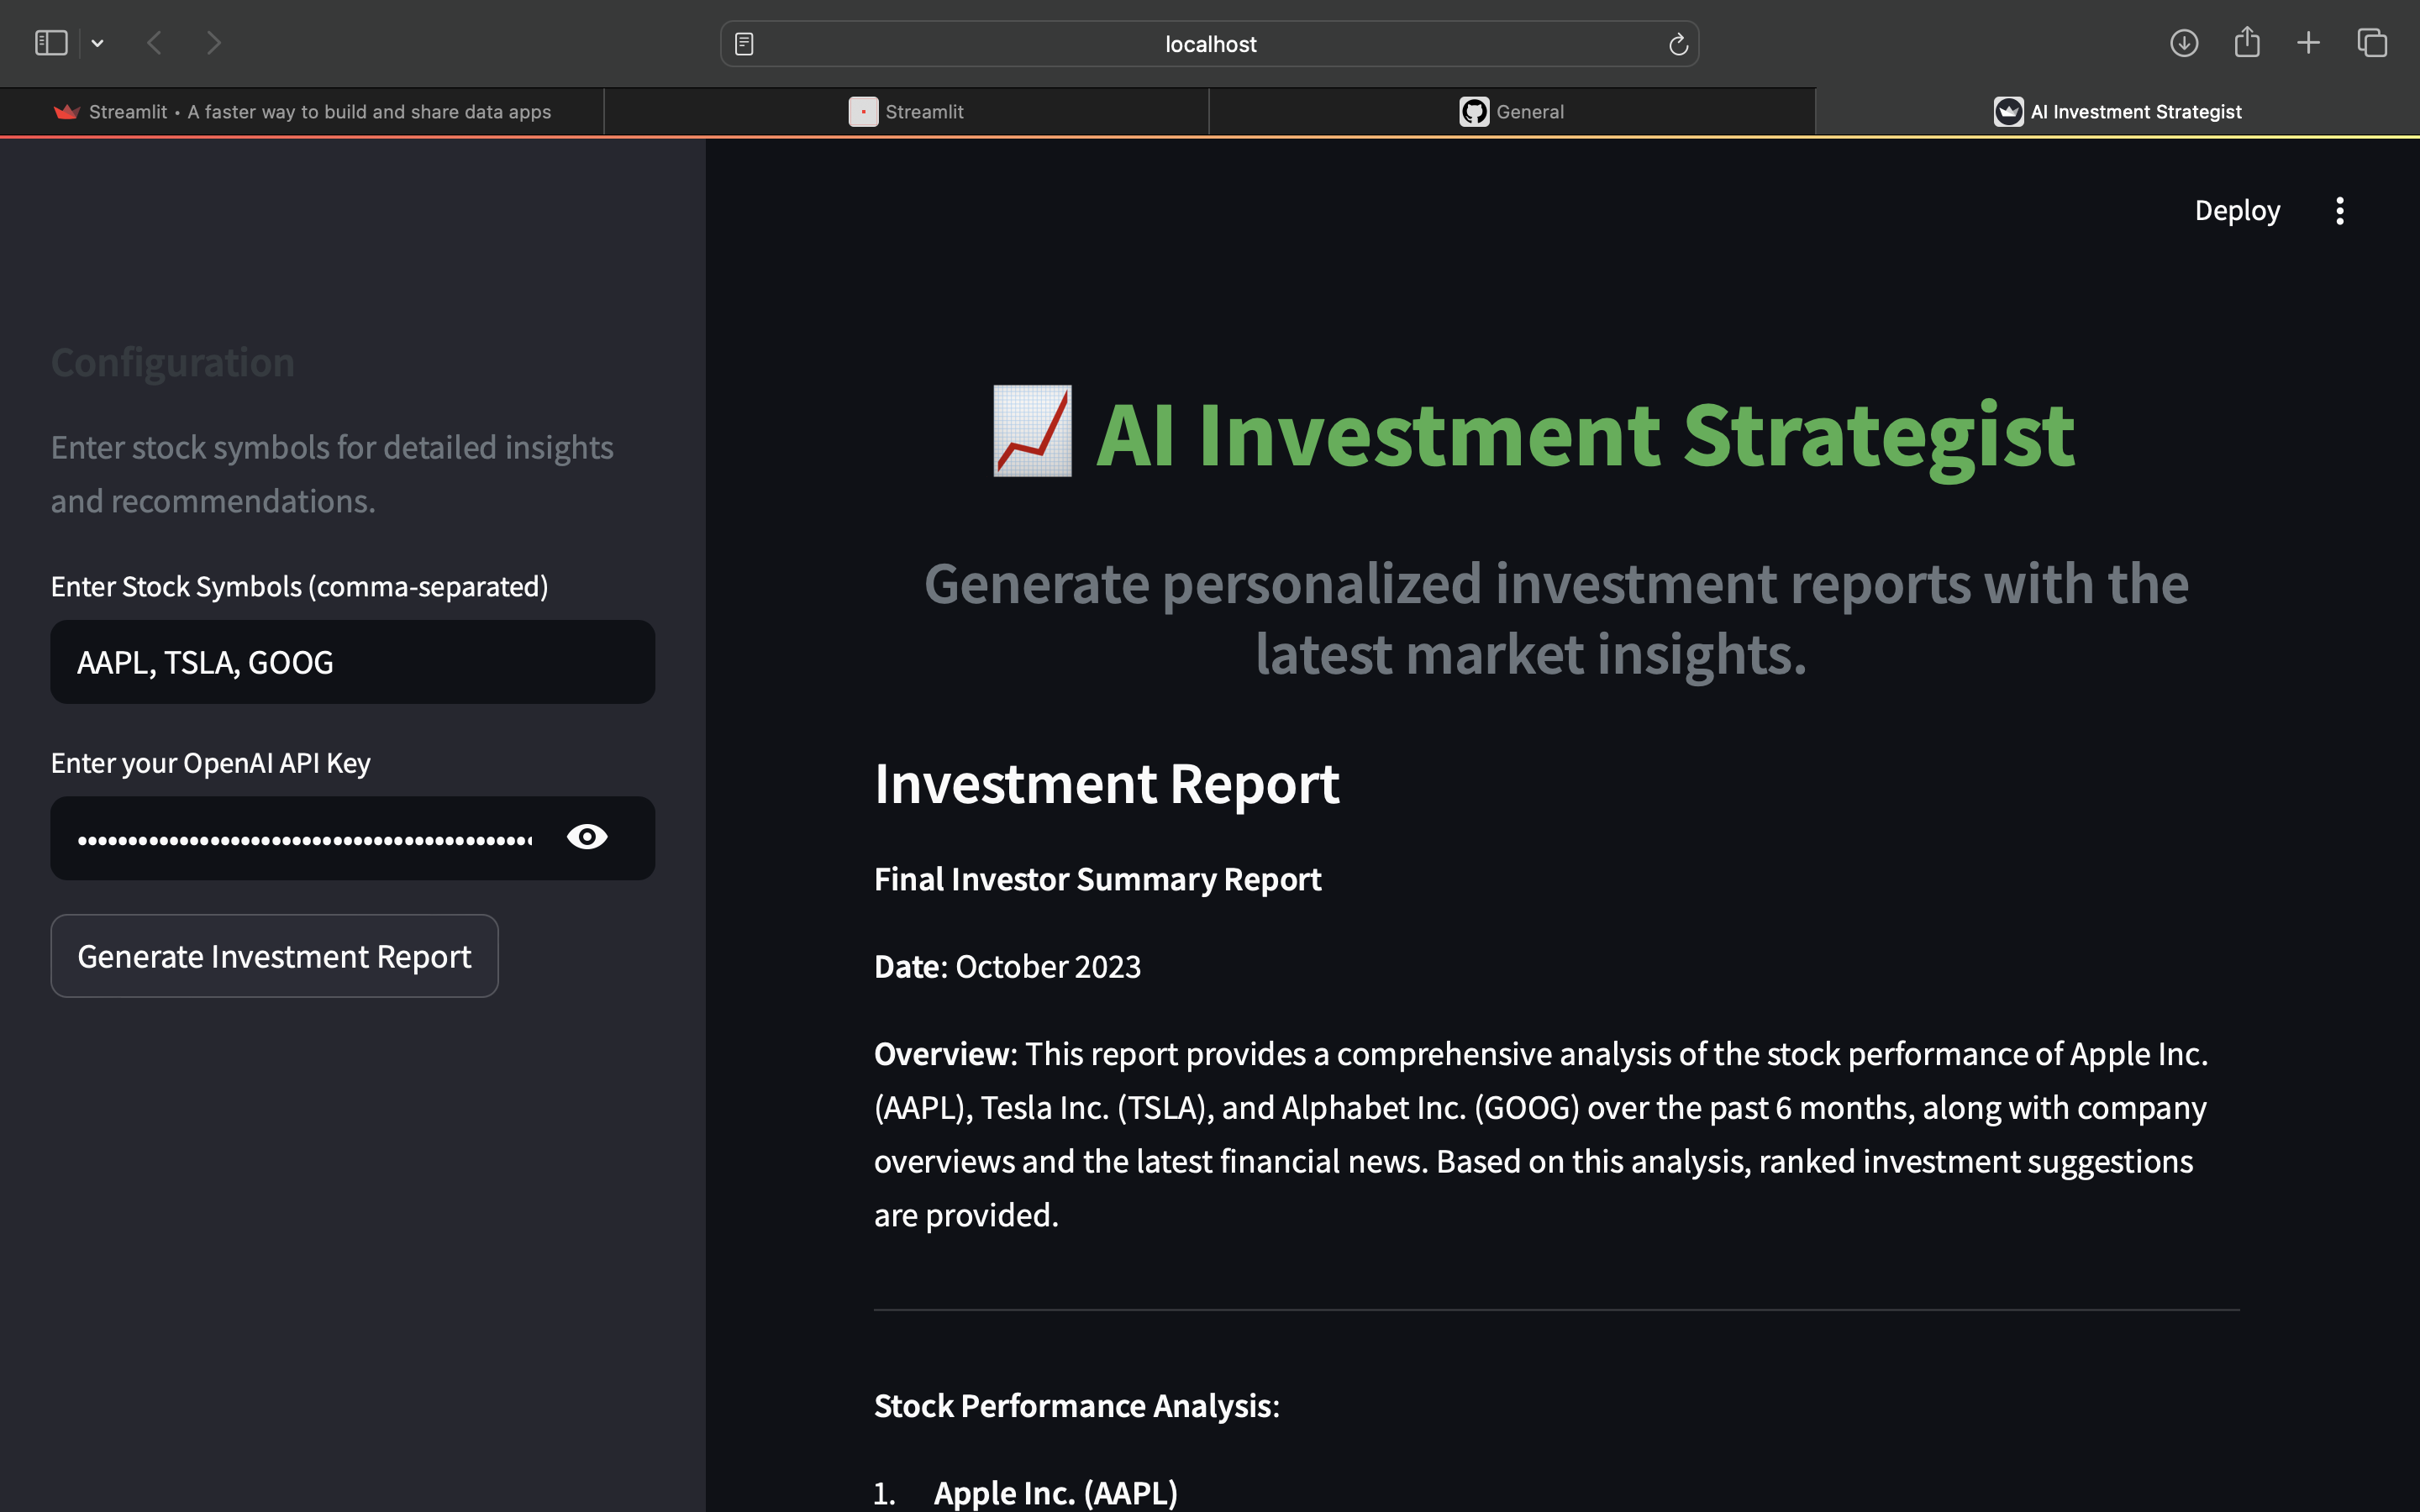 localhost
Streamlit • A faster way to build and share data apps
Streamlit
General
AI Investment Strategist
Deploy
Configuration
Enter stock symbols for detailed insights
and recommendations.
Enter Stock Symbols (comma-separated)
AAPL, TSLA, GOOG
Enter your OpenAI API Key
Generate Investment Report
AI Investment Strategist
Generate personalized investment reports with the
latest market insights.
Investment Report
Final Investor Summary Report
Date: October 2023
Overview: This report provides a comprehensive analysis of the stock performance of Apple Inc.
(AAPL), Tesla Inc. (TSLA), and Alphabet Inc. (GOOG) over the past 6 months, along with company
overviews and the latest financial news. Based on this analysis, ranked investment suggestions
are provided.
Stock Performance Analysis:
1. Apple Inc. (AAPL)